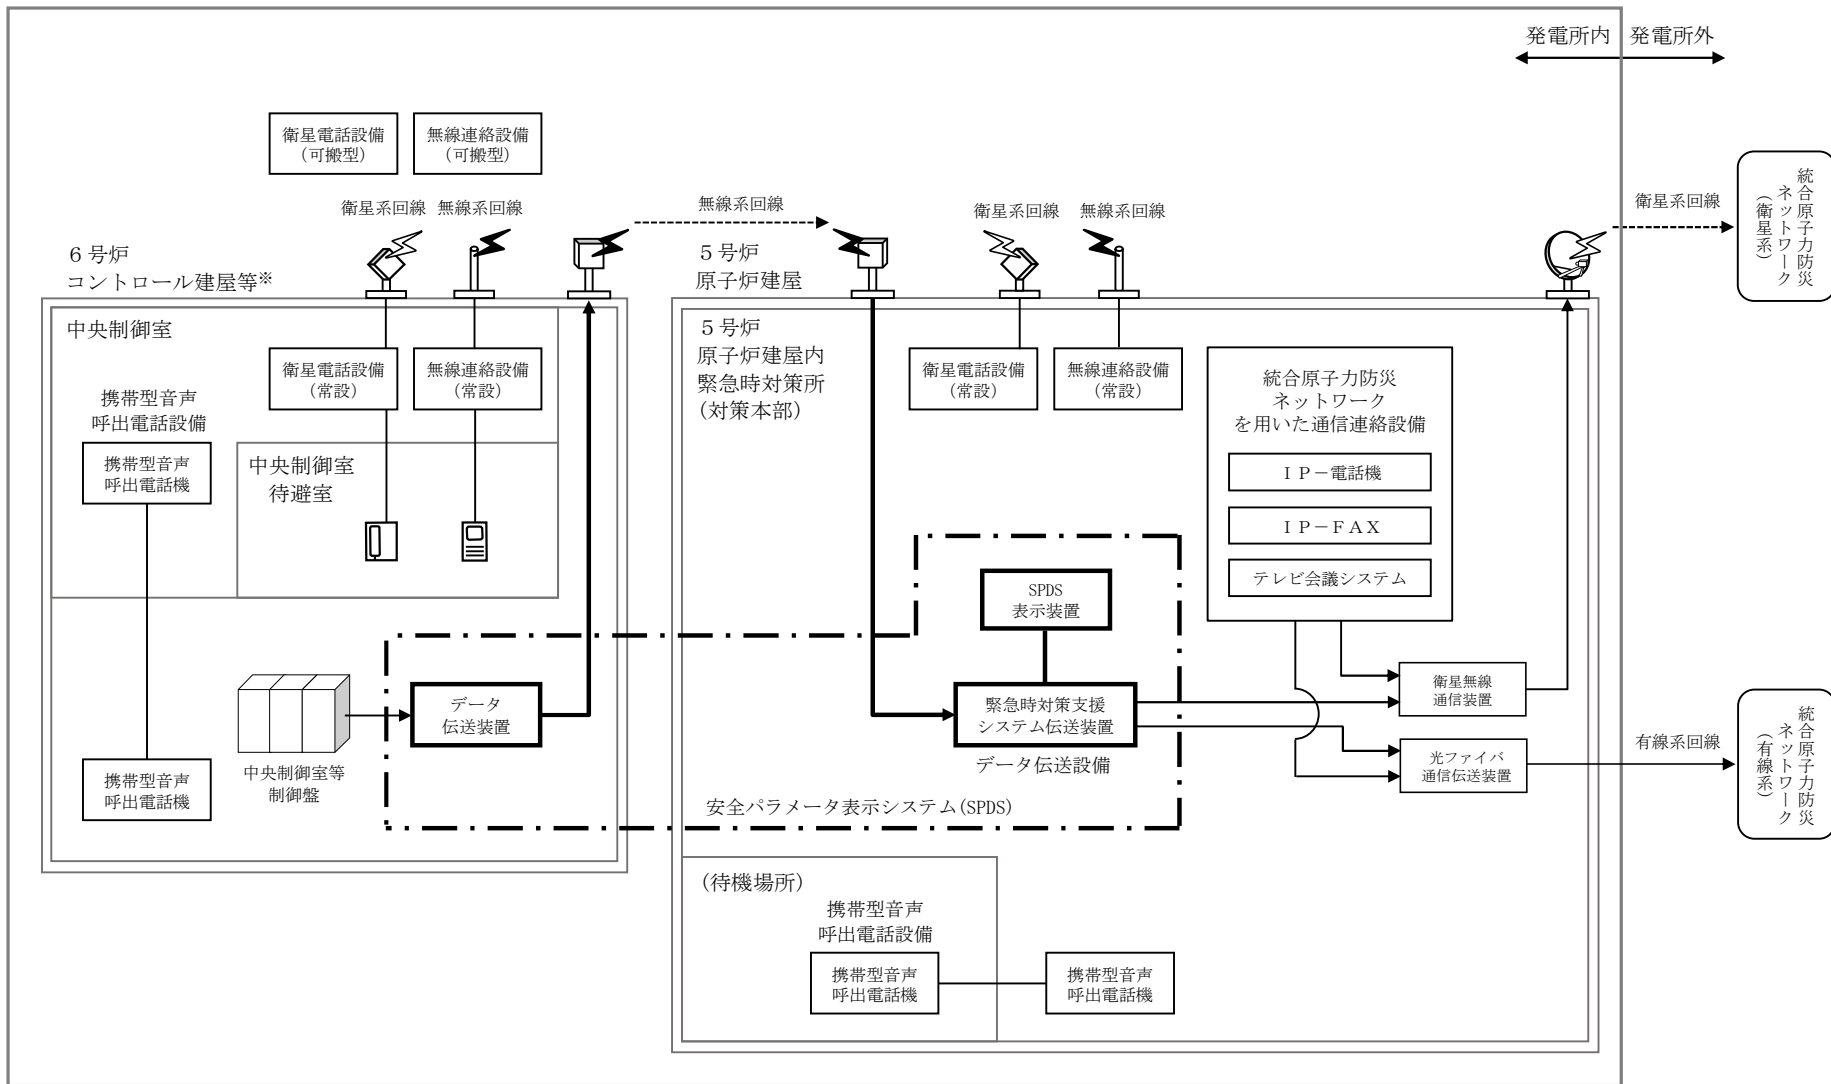 発電所内
発電所外
衛星電話設備
(可搬型)
無線連絡設備
(可搬型)
衛星系回線
無線系回線
無線系回線
衛星系回線
無線系回線
衛星系回線
統合原子力防災
ネットワーク
(衛星系)
６号炉
コントロール建屋等※
５号炉
原子炉建屋
中央制御室
衛星電話設備
(常設)
無線連絡設備
(常設)
携帯型音声
呼出電話設備
携帯型音声
呼出電話機
中央制御室
待避室
５号炉
原子炉建屋内
緊急時対策所
(対策本部)
衛星電話設備
(常設)
無線連絡設備
(常設)
統合原子力防災
ネットワーク
を用いた通信連絡設備
ＩＰ－電話機
ＩＰ－ＦＡＸ
テレビ会議システム
SPDS
表示装置
データ
伝送装置
緊急時対策支援
システム伝送装置
データ伝送設備
衛星無線
通信装置
光ファイバ
通信伝送装置
有線系回線
統合原子力防災
ネットワーク
(有線系)
中央制御室等
制御盤
携帯型音声
呼出電話機
安全パラメータ表示システム(SPDS)
(待機場所)
携帯型音声
呼出電話設備
携帯型音声
呼出電話機
携帯型音声
呼出電話機